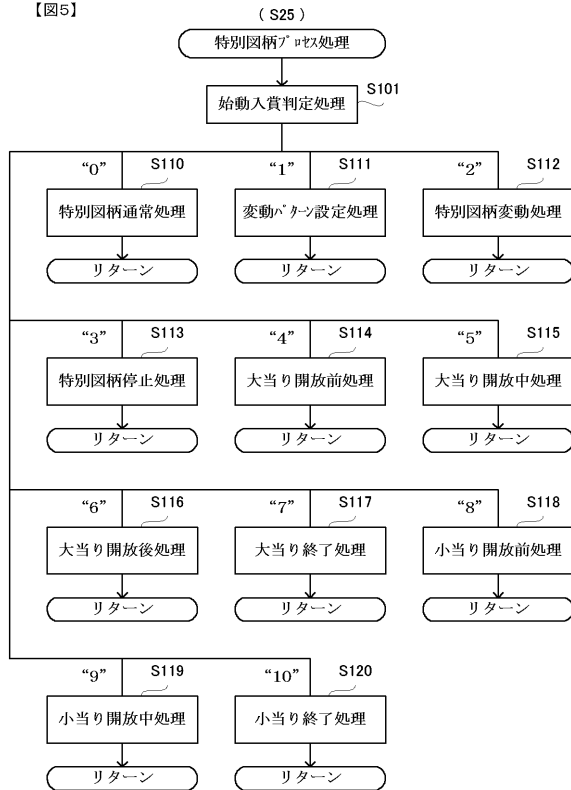 【図5】
（S25）
特別図柄プロセス処理
S101
始動入賞判定処理
“0” S110 “1” S111 “2” S112
特別図柄通常処理 変動パターン設定処理 特別図柄変動処理
リターン リターン リターン
“3” S113 “4” S114 “5” S115
特別図柄停止処理 大当り開放前処理 大当り開放中処理
リターン リターン リターン
“6” S116 “7” S117 “8” S118
大当り開放後処理 大当り終了処理 小当り開放前処理
リターン リターン リターン
“9” S119 “10” S120
小当り開放中処理 小当り終了処理
リターン リターン